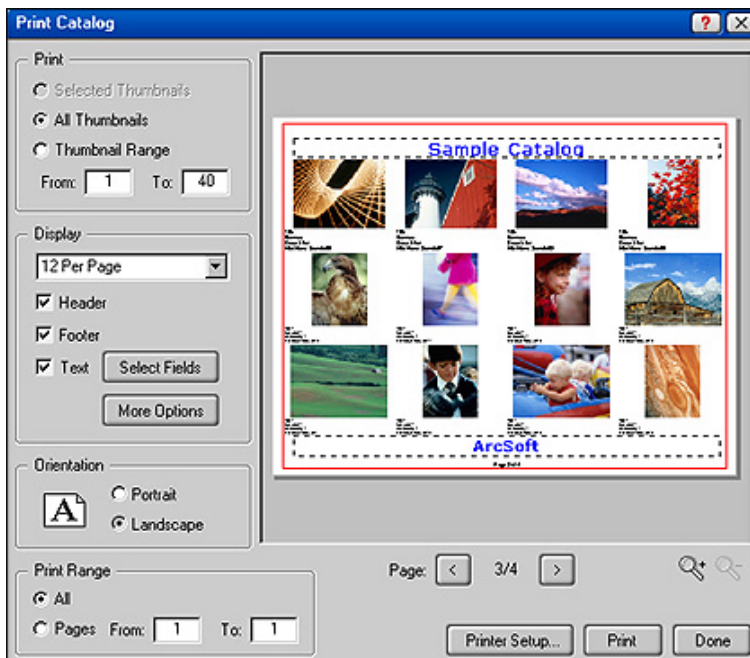 Print Catalog
Print
Selected Thumbnails
All Thumbnails
Thumbnail Range
From: 1 To: 40
Display
12 Per Page
Header
Footer
Text Select Fields
More Options
Orientation
A
Portrait
Landscape
Print Range
All
Pages From: 1 To: 1
Sample Catalog
ArcSoft
Page: < 3/4 >
Printer Setup... Print Done